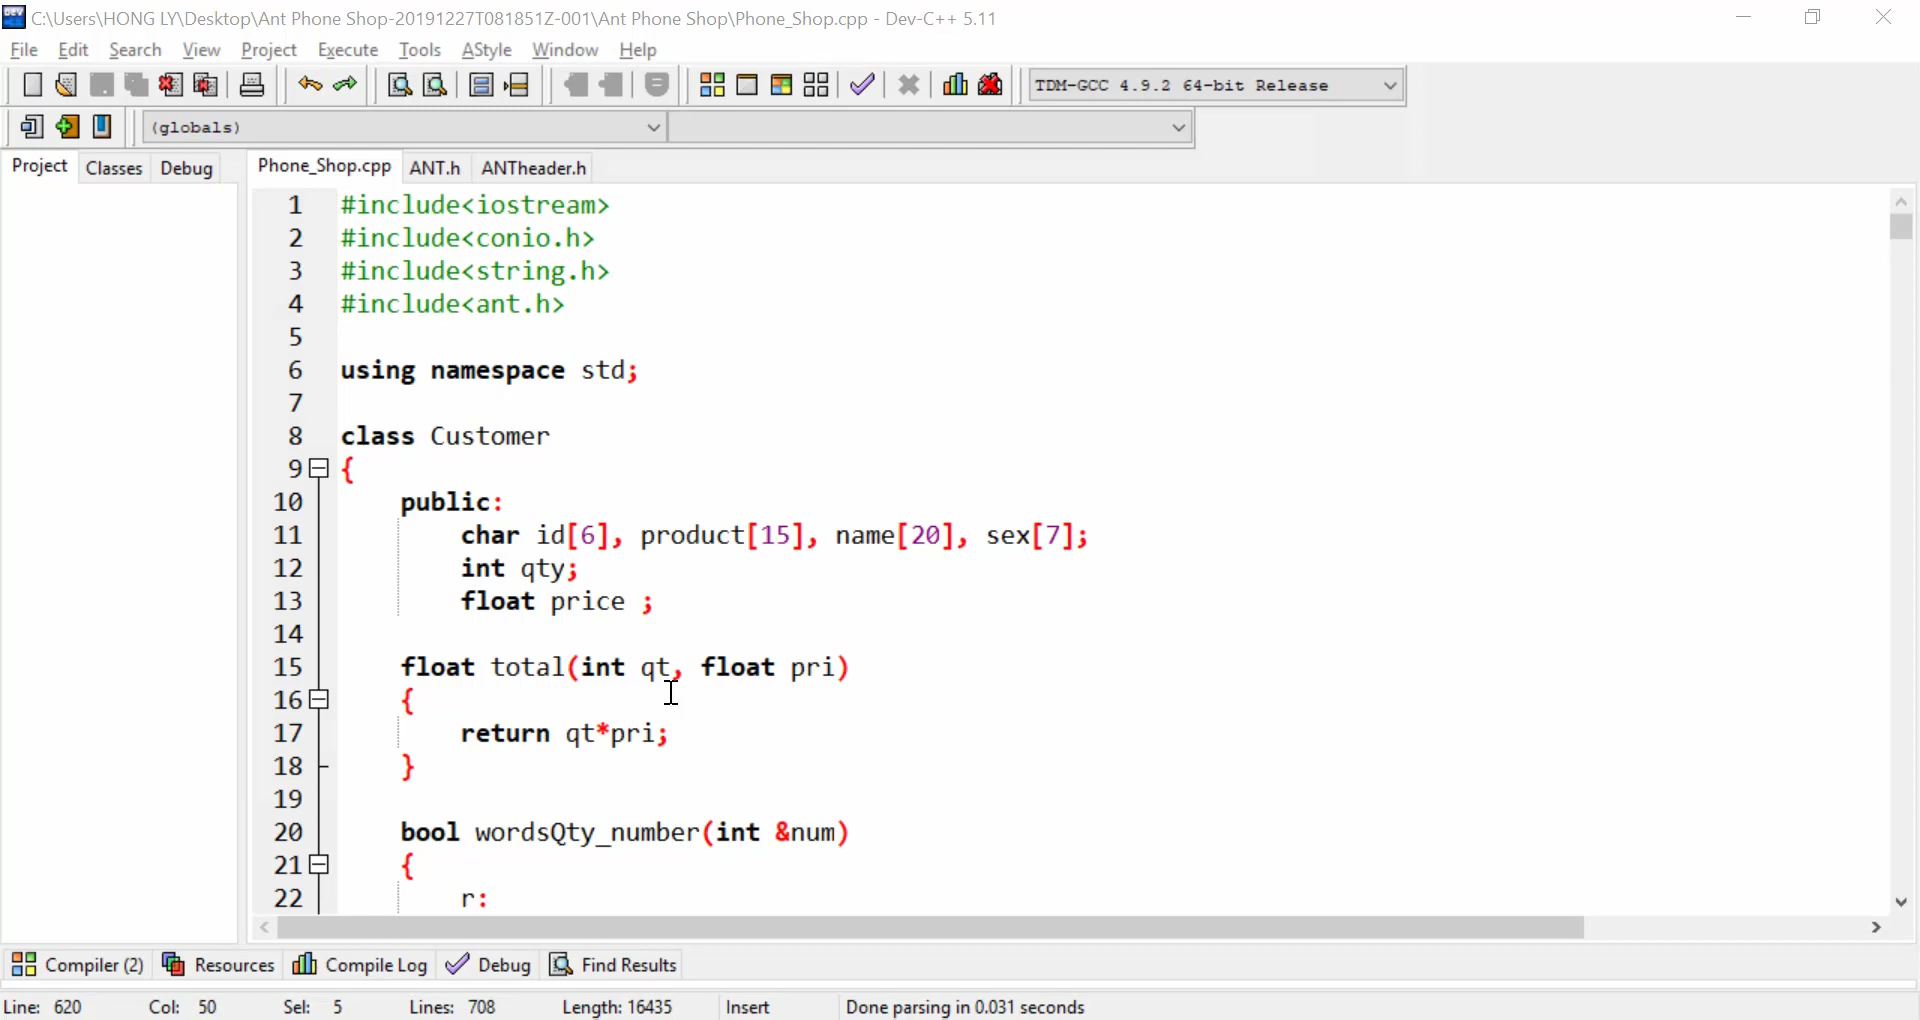 C:\Users\HONG LY\Desktop\Ant Phone Shop-20191227T081851Z-001\Ant Phone Shop\Phone_Shop.cpp - Dev-C++ 5.11
File Edit Search View Project Execute Tools AStyle Window Help
TDM-GCC 4.9.2 64-bit Release
(globals)
Project Classes Debug Phone_Shop.cpp ANT.h ANTheader.h
1 #include<iostream>
2 #include<conio.h>
3 #include<string.h>
4 #include<ant.h>
5
6 using namespace std;
7
8 class Customer
9 {
10 public:
11 char id[6], product[15], name[20], sex[7];
12 int qty;
13 float price ;
14
15 float total(int qt, float pri)
16 {
17 return qt*pri;
18 }
19
20 bool wordsQty_number(int &num)
21 {
22 r:
Compiler (2) Resources Compile Log Debug Find Results
Line: 620 Col: 50 Sel: 5 Lines: 708 Length: 16435 Insert Done parsing in 0.031 seconds